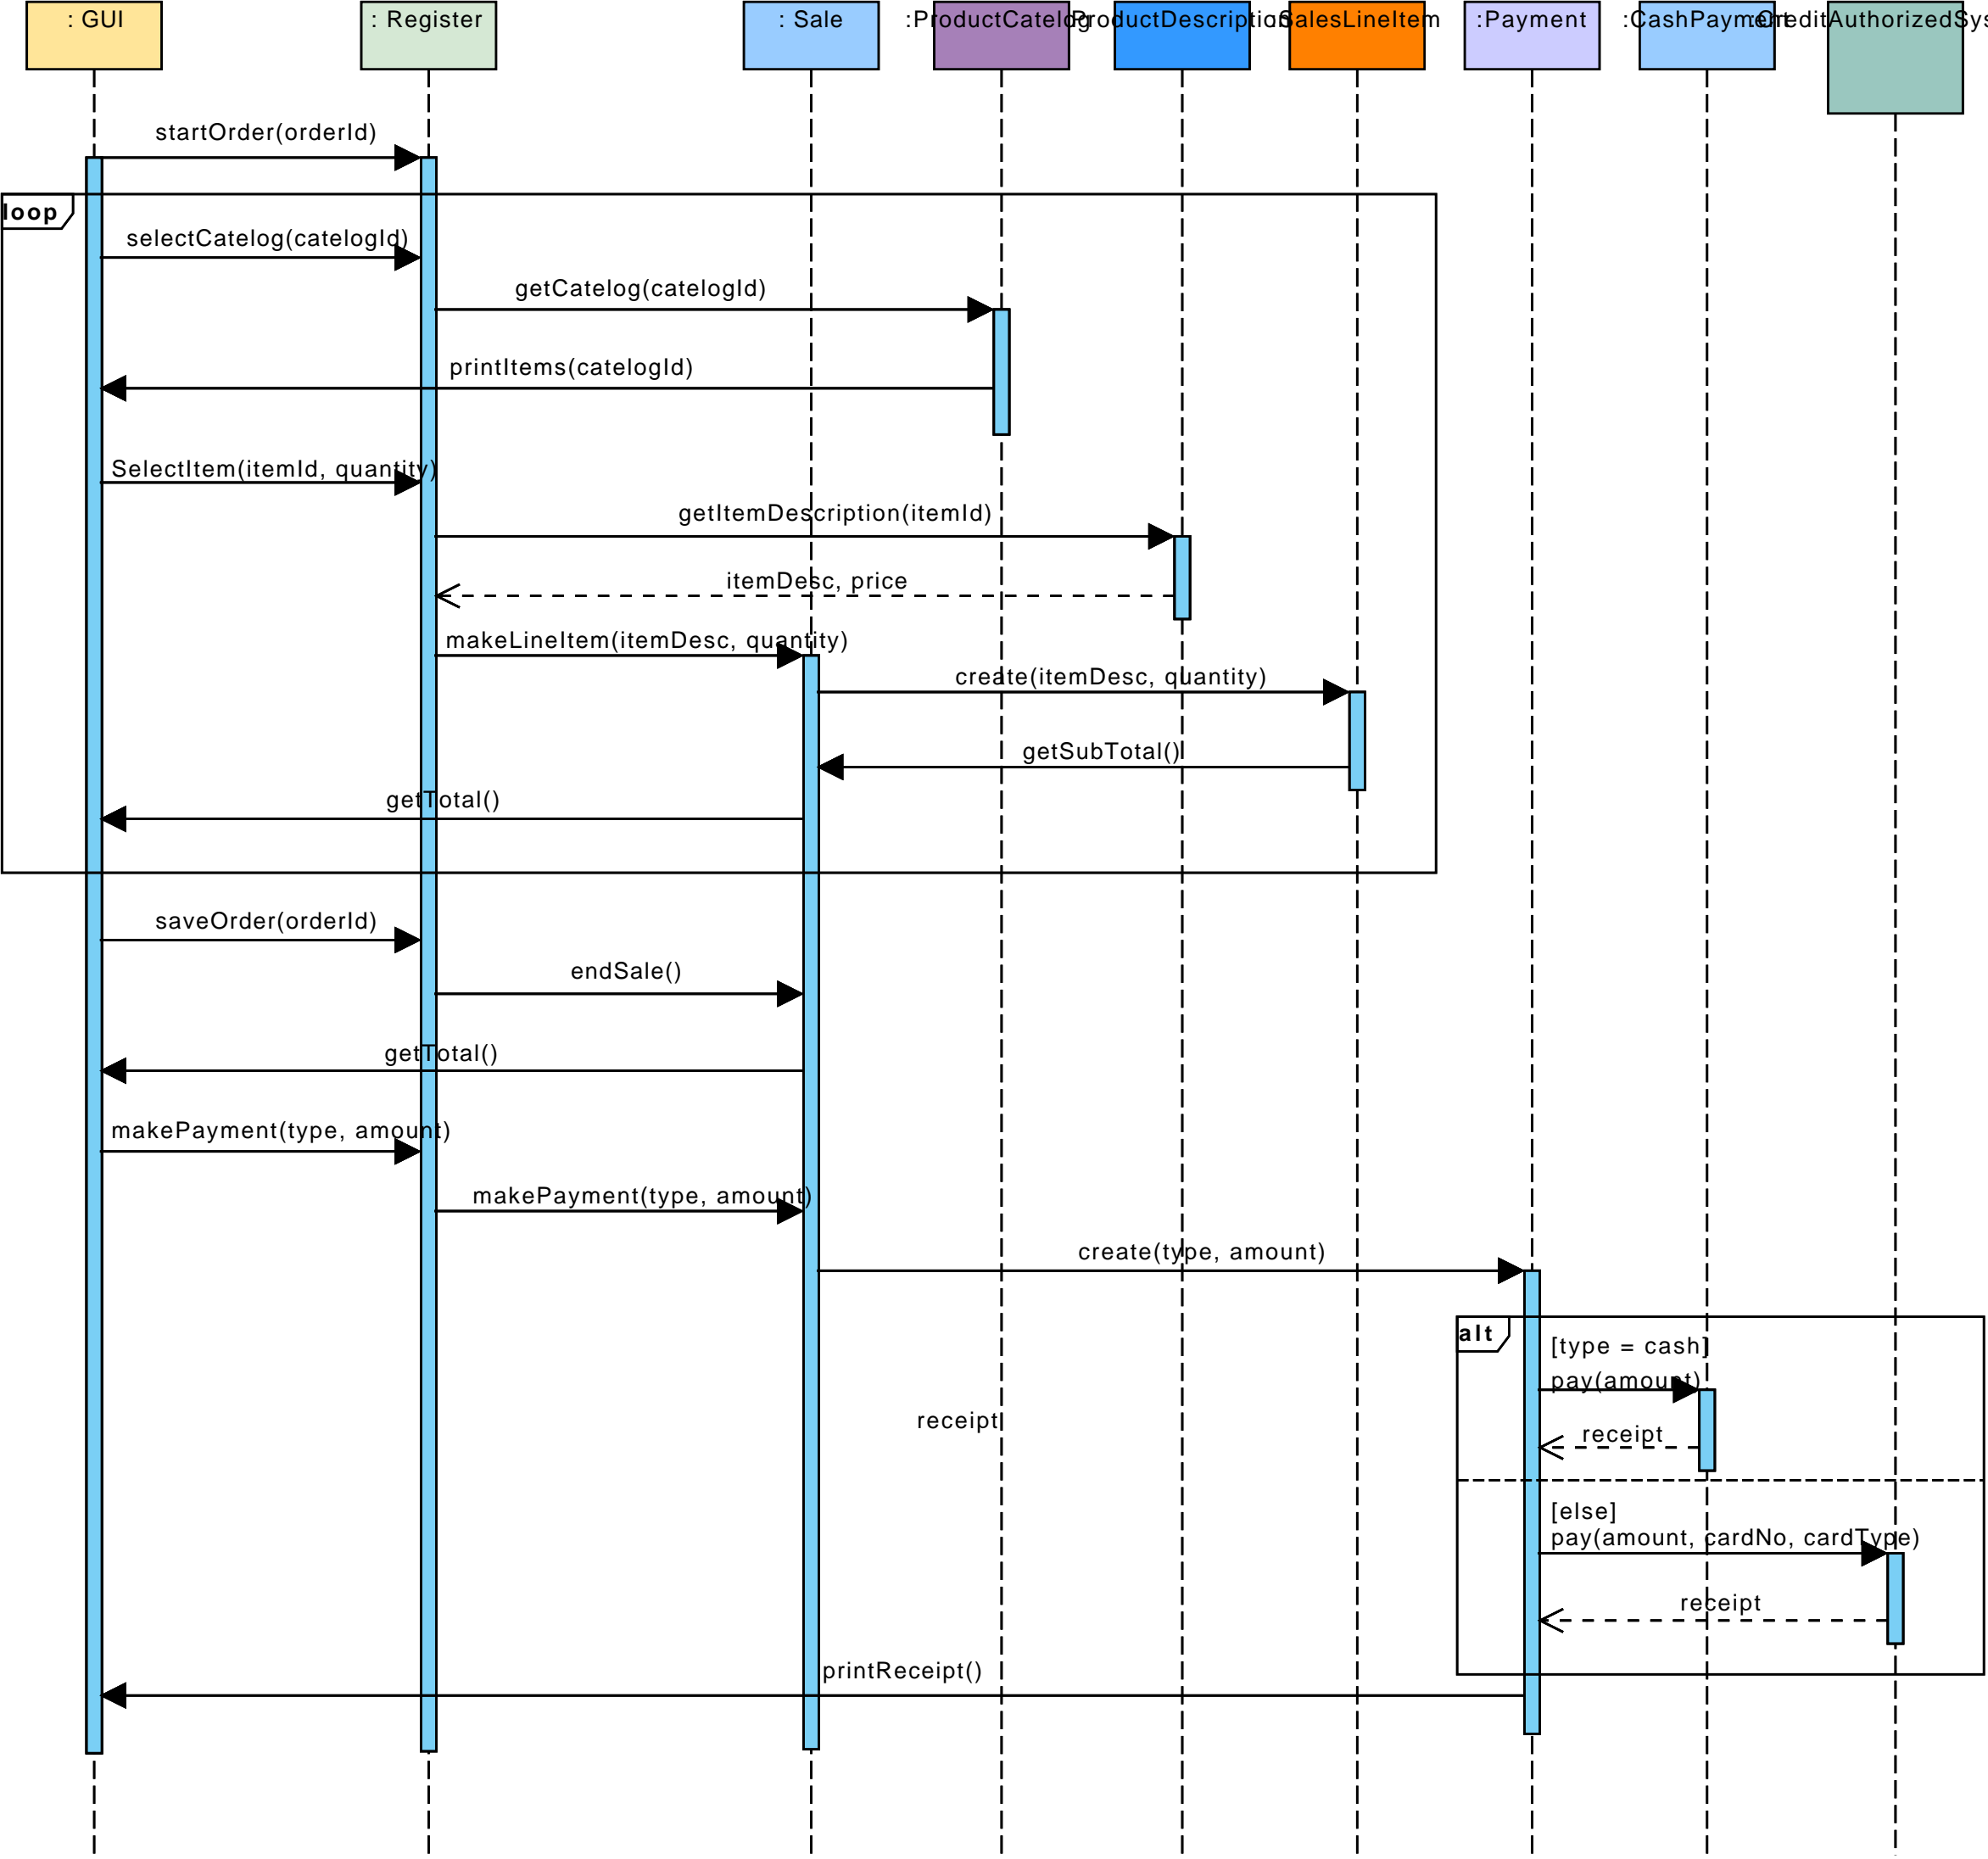 : GUI
: Register
: Sale
:ProductCatelog
:ProductDescription
:SalesLineItem
:Payment
:CashPayment
:CreditAuthorizedSys
startOrder(orderId)
loop
selectCatelog(catelogId)
getCatelog(catelogId)
printItems(catelogId)
SelectItem(itemId, quantity)
getItemDescription(itemId)
itemDesc, price
makeLineItem(itemDesc, quantity)
create(itemDesc, quantity)
getSubTotal()
getTotal()
saveOrder(orderId)
endSale()
getTotal()
makePayment(type, amount)
makePayment(type, amount)
create(type, amount)
alt
[type = cash]
pay(amount)
receipt
receipt
[else]
pay(amount, cardNo, cardType)
receipt
printReceipt()